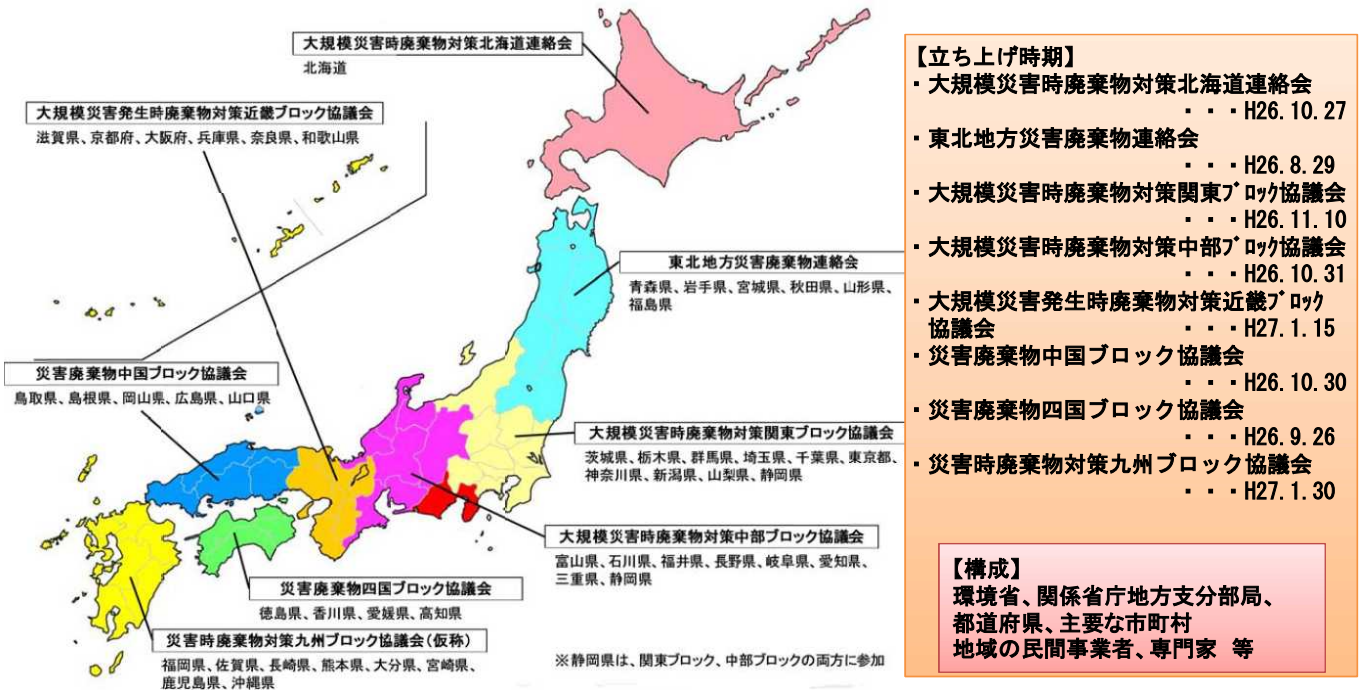 大規模災害時廃棄物対策北海道連絡会
北海道
大規模災害発生時廃棄物対策近畿ブロック協議会
滋賀県、京都府、大阪府、兵庫県、奈良県、和歌山県
東北地方災害廃棄物連絡会
青森県、岩手県、宮城県、秋田県、山形県、
福島県
災害廃棄物中国ブロック協議会
鳥取県、島根県、岡山県、広島県、山口県
大規模災害時廃棄物対策関東ブロック協議会
茨城県、栃木県、群馬県、埼玉県、千葉県、東京都、
神奈川県、新潟県、山梨県、静岡県
大規模災害時廃棄物対策中部ブロック協議会
富山県、石川県、福井県、長野県、岐阜県、愛知県、
三重県、静岡県
災害廃棄物四国ブロック協議会
徳島県、香川県、愛媛県、高知県
災害時廃棄物対策九州ブロック協議会(仮称)
福岡県、佐賀県、長崎県、熊本県、大分県、宮崎県、
鹿児島県、沖縄県
※静岡県は、関東ブロック、中部ブロックの両方に参加
【立ち上げ時期】
・大規模災害時廃棄物対策北海道連絡会
・・・H26.10.27
・東北地方災害廃棄物連絡会
・・・H26.8.29
・大規模災害時廃棄物対策関東ブロック協議会
・・・H26.11.10
・大規模災害時廃棄物対策中部ブロック協議会
・・・H26.10.31
・大規模災害発生時廃棄物対策近畿ブロック
協議会 ・・・H27.1.15
・災害廃棄物中国ブロック協議会
・・・H26.10.30
・災害廃棄物四国ブロック協議会
・・・H26.9.26
・災害時廃棄物対策九州ブロック協議会
・・・H27.1.30
【構成】
環境省、関係省庁地方支分部局、
都道府県、主要な市町村
地域の民間事業者、専門家 等